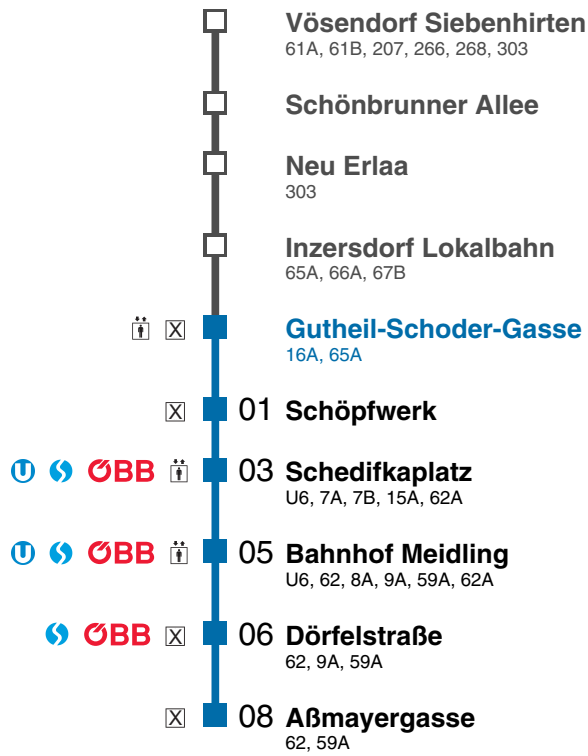 Vösendorf Siebenhirten
61A, 61B, 207, 266, 268, 303
Schönbrunner Allee
Neu Erlaa
303
Inzersdorf Lokalbahn
65A, 66A, 67B
X Gutheil-Schoder-Gasse
16A, 65A
X 01 Schöpfwerk
U ÖBB 03 Schedifkaplatz
U6, 7A, 7B, 15A, 62A
U ÖBB 05 Bahnhof Meidling
U6, 62, 8A, 9A, 59A, 62A
ÖBB X 06 Dörfelstraße
62, 9A, 59A
X 08 Aßmayergasse
62, 59A